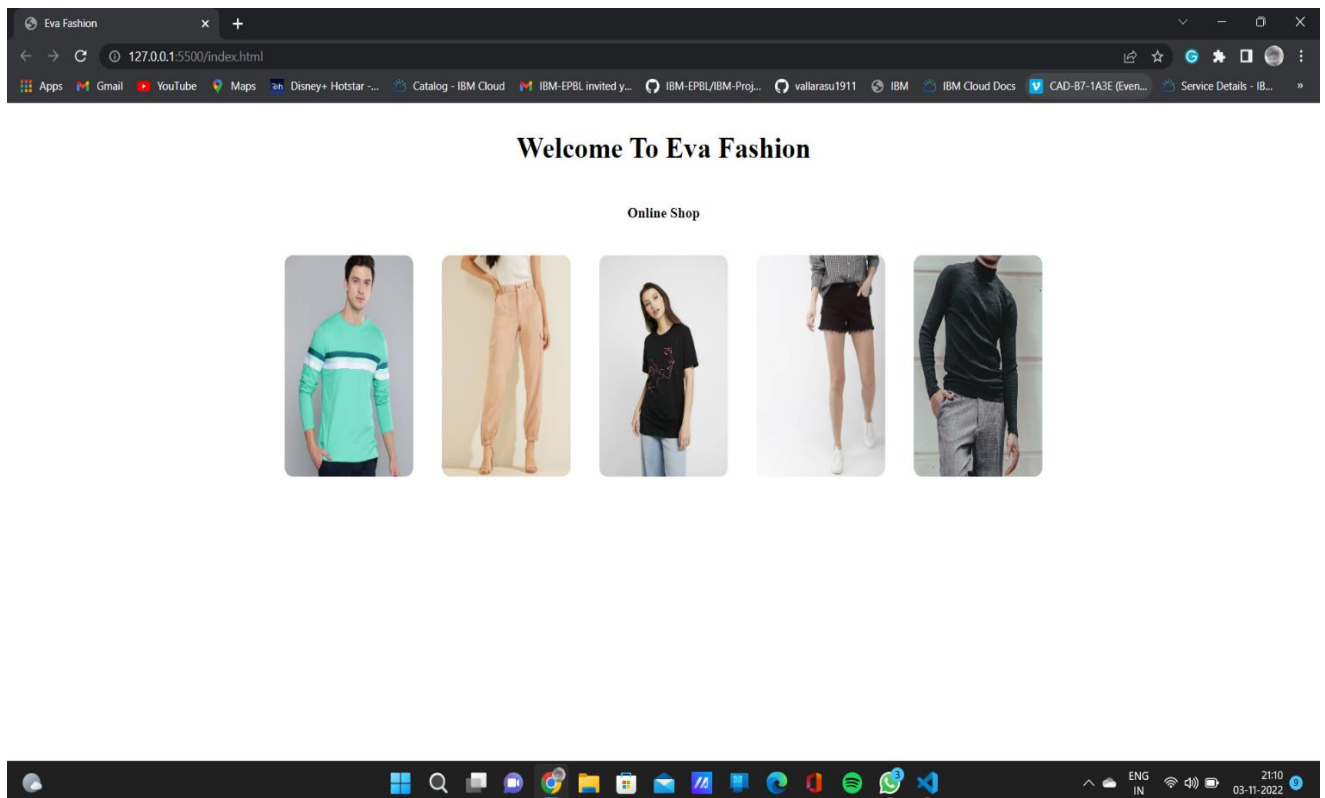 Eva Fashion
127.0.0.1:5500/index.html
Apps Gmail YouTube Maps Disney+ Hotstar -... Catalog - IBM Cloud IBM-EPBL invited y... IBM-EPBL/IBM-Proj... vallarasu1911 IBM IBM Cloud Docs CAD-B7-1A3E (Even... Service Details - IB... »
Welcome To Eva Fashion
Online Shop
3
ENG
IN
21:10
03-11-2022
9